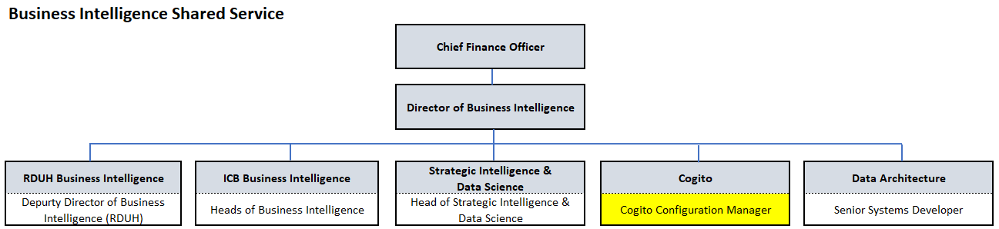 Business Intelligence Shared Service
Chief Finance Officer
Director of Business Intelligence
RDUH Business Intelligence
Depurty Director of Business
Intelligence (RDUH)
ICB Business Intelligence
Heads of Business Intelligence
Strategic Intelligence &
Data Science
Head of Strategic Intelligence &
Data Science
Cogito
Cogito Configuration Manager
Data Architecture
Senior Systems Developer